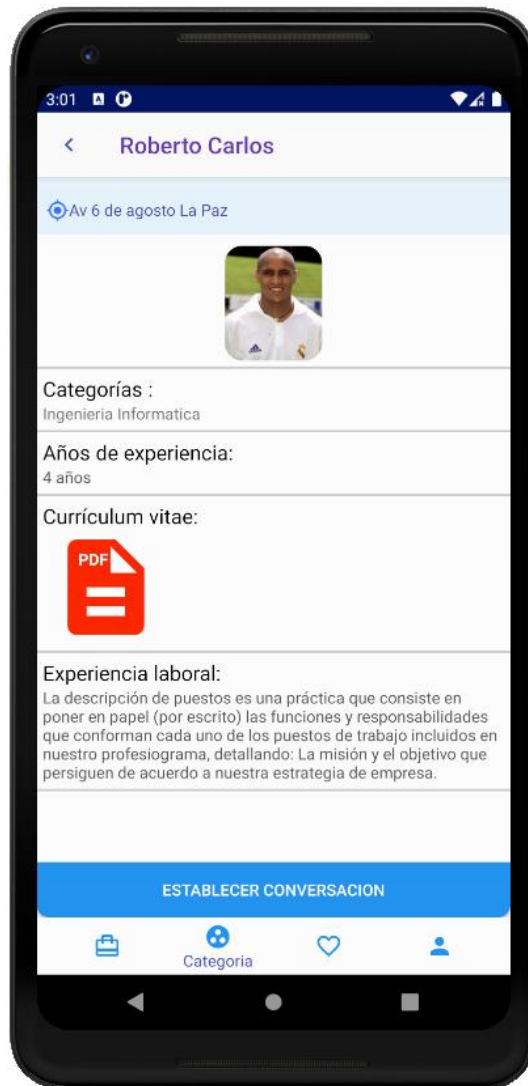 3:01
Roberto Carlos
Av 6 de agosto La Paz
Categorías :
Ingenieria Informatica
Años de experiencia:
4 años
Currículum vitae:
PDF
Experiencia laboral:
La descripción de puestos es una práctica que consiste en
poner en papel (por escrito) las funciones y responsabilidades
que conforman cada uno de los puestos de trabajo incluidos en
nuestro profesiograma, detallando: La misión y el objetivo que
persiguen de acuerdo a nuestra estrategia de empresa.
ESTABLECER CONVERSACION
Categoria